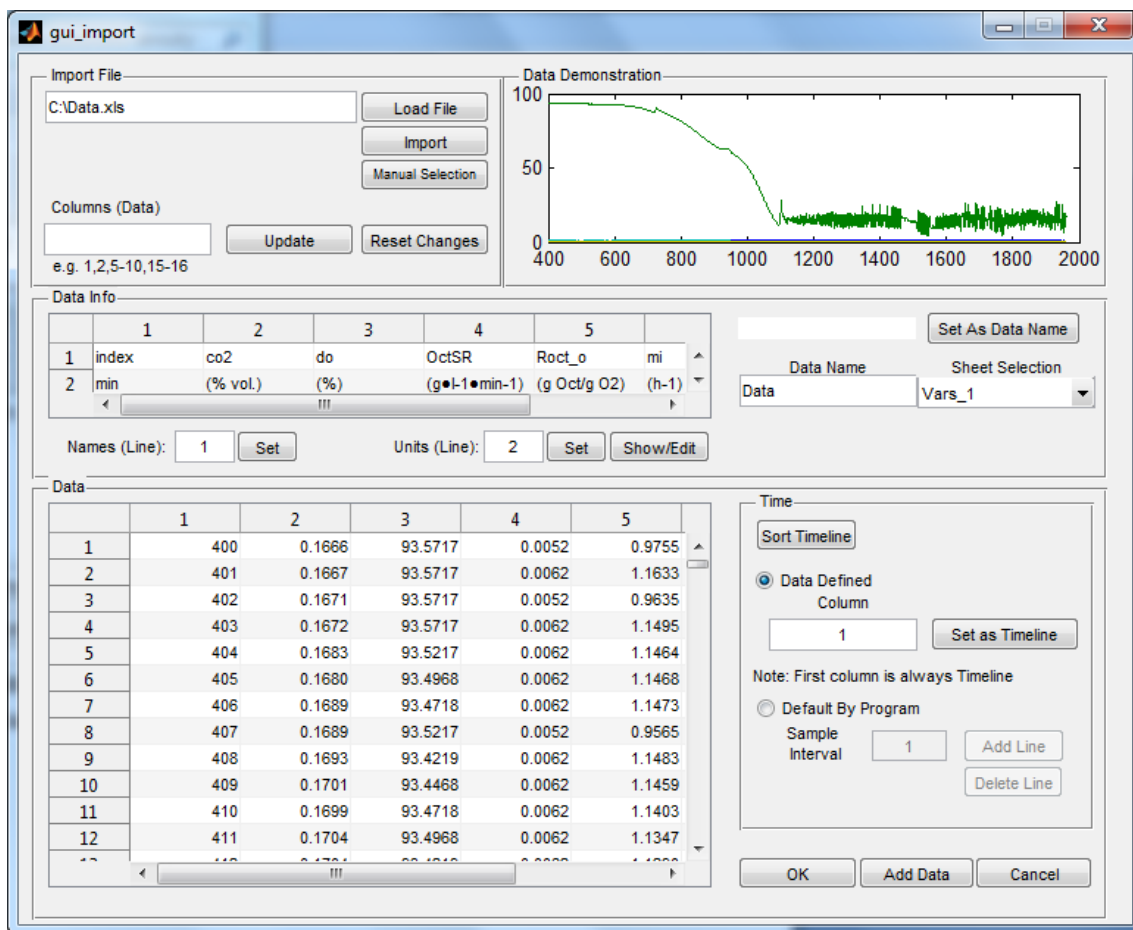 gui_import
Import File
C:\Data.xls
Load File
Import
Manual Selection
Columns (Data)
Update
Reset Changes
e.g. 1,2,5-10,15-16
Data Demonstration
100
50
0
400 600 800 1000 1200 1400 1600 1800 2000
Data Info
1 2 3 4 5
1 index co2 do OctSR Roct_o mi
2 min (% vol.) (%) (g●l-1●min-1) (g Oct/g O2) (h-1)
Names (Line): 1 Set
Units (Line): 2 Set Show/Edit
Set As Data Name
Data Name Sheet Selection
Data Vars_1
Data
1 2 3 4 5
1 400 0.1666 93.5717 0.0052 0.9755
2 401 0.1667 93.5717 0.0062 1.1633
3 402 0.1671 93.5717 0.0052 0.9635
4 403 0.1672 93.5717 0.0062 1.1495
5 404 0.1683 93.5217 0.0062 1.1464
6 405 0.1680 93.4968 0.0062 1.1468
7 406 0.1689 93.4718 0.0062 1.1473
8 407 0.1689 93.5217 0.0052 0.9565
9 408 0.1693 93.4219 0.0062 1.1483
10 409 0.1701 93.4468 0.0062 1.1459
11 410 0.1699 93.4718 0.0062 1.1403
12 411 0.1704 93.4968 0.0062 1.1347
Time
Sort Timeline
Data Defined
Column
1 Set as Timeline
Note: First column is always Timeline
Default By Program
Sample
Interval
1
Add Line
Delete Line
OK Add Data Cancel